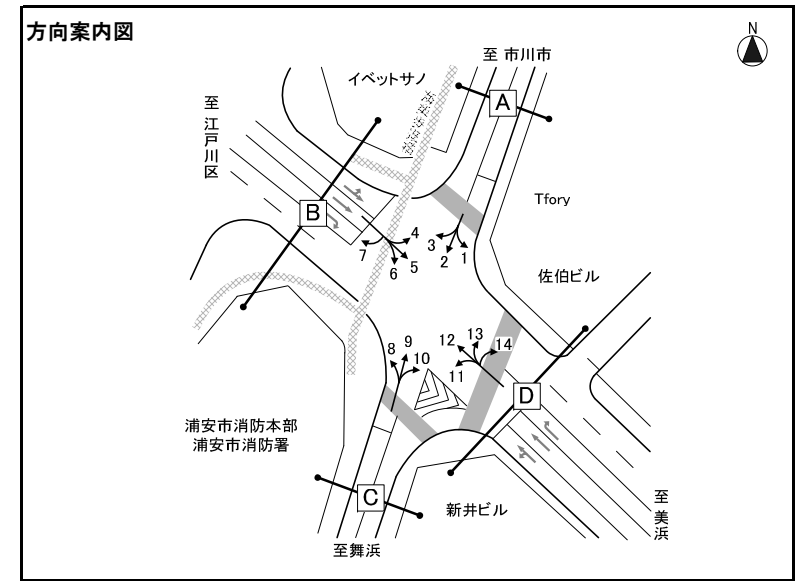 方向案内図
N
至 市川市
イベットサノ
至 江戸川区
A
Tfory
B
佐伯ビル
1
2
3
4
5
6
7
8
9
10
11
12
13
14
D
浦安市消防本部
浦安市消防署
C
新井ビル
至 美浜
至舞浜